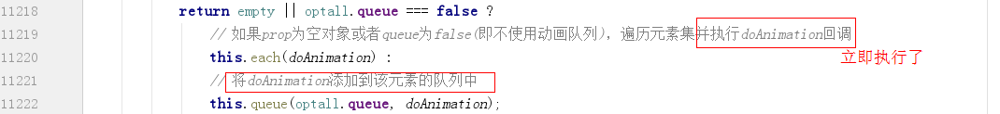 11218 return empty || optall.queue === false ?
11219 // 如果prop为空对象或者queue为false(即不使用动画队列)，遍历元素集并执行doAnimation回调
11220 this.each(doAnimation) :
立即执行了
11221 // 将doAnimation添加到该元素的队列中
11222 this.queue(optall.queue, doAnimation);